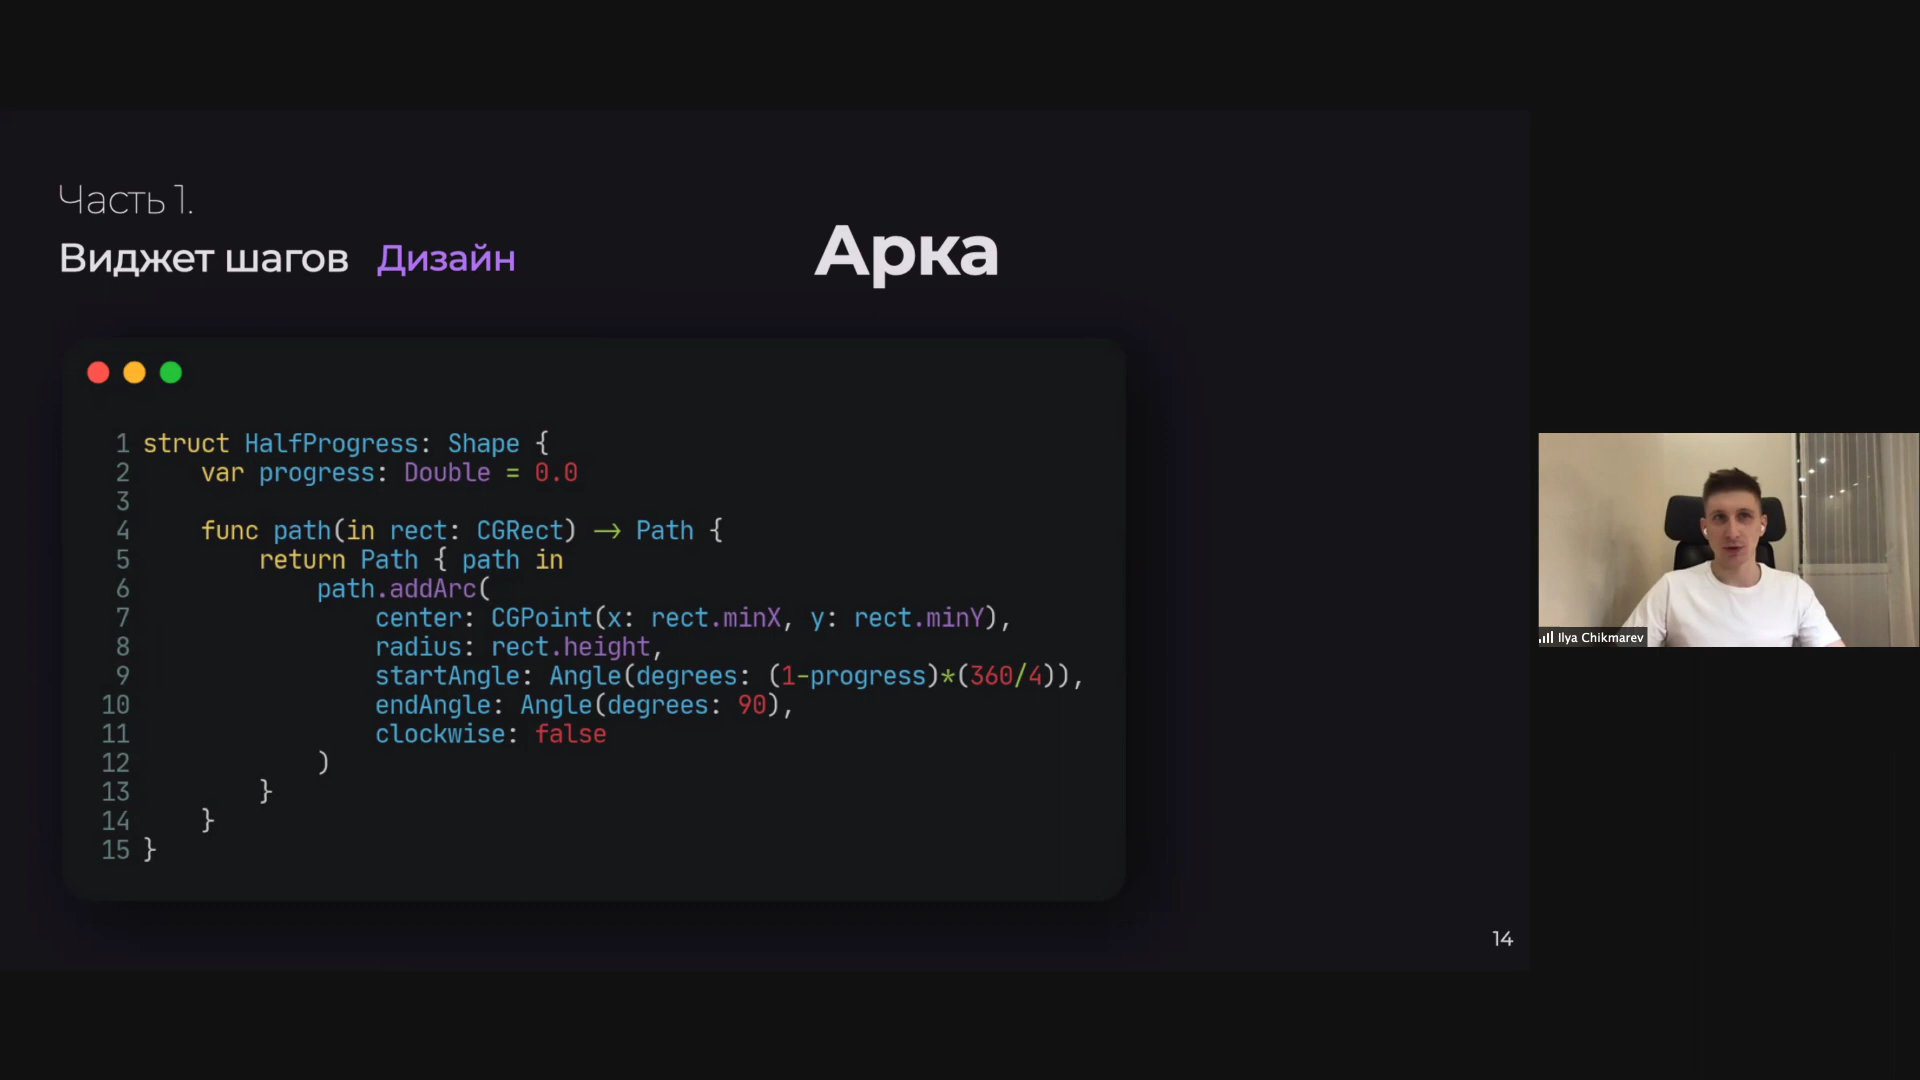 Часть 1.
Виджет шагов Дизайн
Арка
1 struct HalfProgress: Shape {
2 var progress: Double = 0.0
3
4 func path(in rect: CGRect) -> Path {
5 return Path { path in
6 path.addArc(
7 center: CGPoint(x: rect.minX, y: rect.minY),
8 radius: rect.height,
9 startAngle: Angle(degrees: (1-progress)*(360/4)),
10 endAngle: Angle(degrees: 90),
11 clockwise: false
12 )
13 }
14 }
15 }
Ilya Chikmarev
14